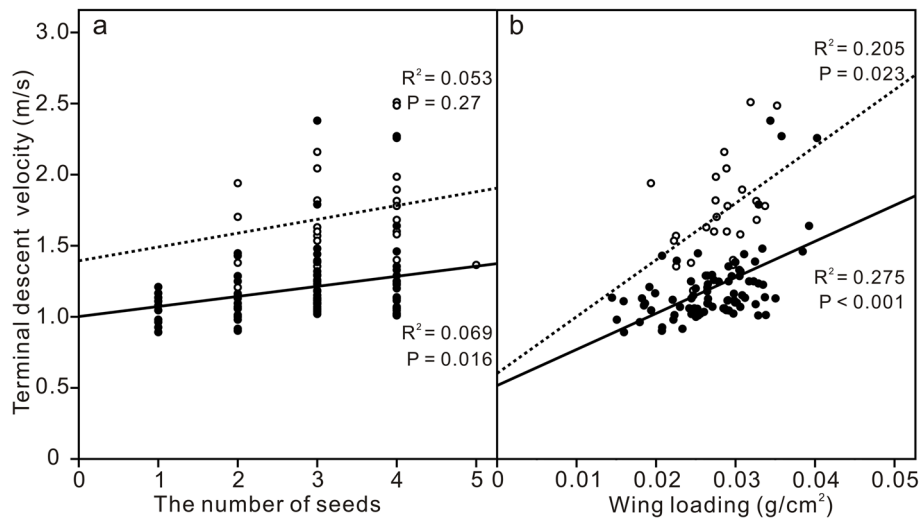 a
b
Terminal descent velocity (m/s)
3.0
2.5
2.0
1.5
1.0
0.5
0
R² = 0.053
P = 0.27
R² = 0.069
P = 0.016
R² = 0.205
P = 0.023
R² = 0.275
P < 0.001
0 1 2 3 4 5
0 0.01 0.02 0.03 0.04 0.05
The number of seeds
Wing loading (g/cm²)